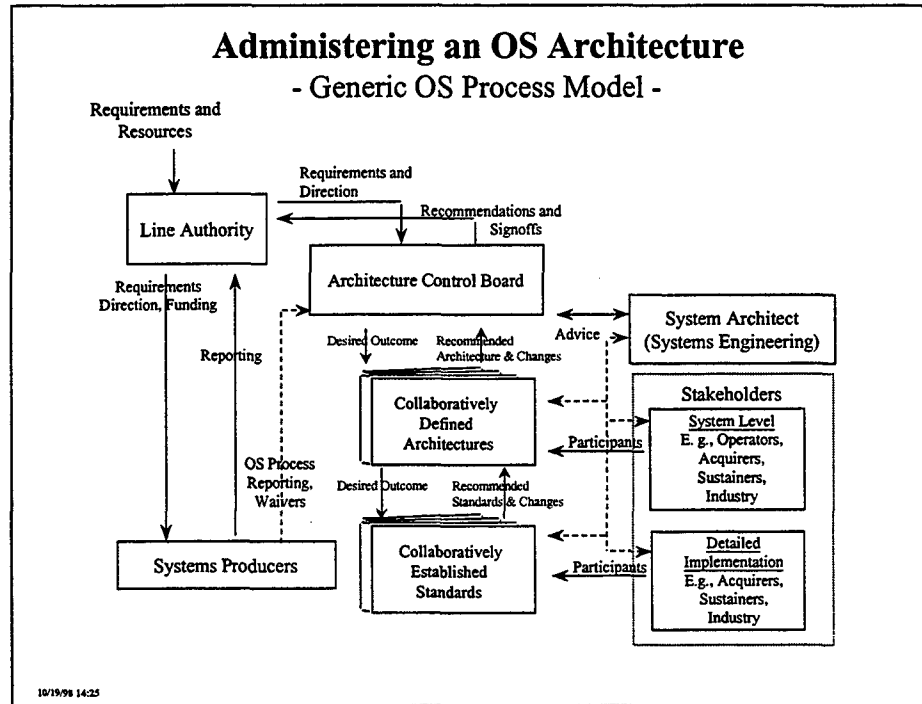 Administering an OS Architecture
- Generic OS Process Model -
Requirements and
Resources
Requirements and
Direction
Line Authority
Recommendations and
Signoffs
Architecture Control Board
Requirements
Direction, Funding
Reporting
Desired Outcome
Recommended
Architecture & Changes
Advice
System Architect
(Systems Engineering)
Collaboratively
Defined
Architectures
Stakeholders
Participants
System Level
E. g., Operators,
Acquirers,
Sustainers,
Industry
OS Process
Reporting,
Waivers
Desired Outcome
Recommended
Standards & Changes
Systems Producers
Collaboratively
Established
Standards
Participants
Detailed
Implementation
E.g., Acquirers,
Sustainers,
Industry
10/19/98 14:25